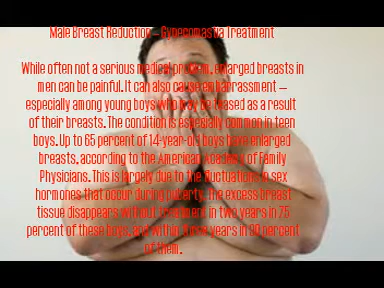 Male Breast Reduction – Gynecomastia Treatment
While often not a serious medical problem, enlarged breasts in
men can be painful. It can also cause embarrassment –
especially among young boys who may be teased as a result
of their breasts. The condition is especially common in teen
boys. Up to 65 percent of 14-year-old boys have enlarged
breasts, according to the American Academy of Family
Physicians. This is largely due to the fluctuations in sex
hormones that occur during puberty. The excess breast
tissue disappears without treatment in two years in 75
percent of these boys, and within three years in 90 percent
of them.